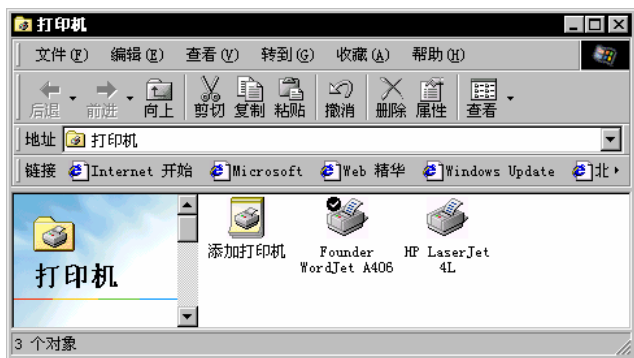 打印机
文件(F) 编辑(E) 查看(V) 转到(G) 收藏(A) 帮助(H)
后退 前进 向上 剪切 复制 粘贴 撤消 删除 属性 查看
地址 打印机
链接 Internet 开始 Microsoft Web 精华 Windows Update 北
打印机
添加打印机 Founder HP LaserJet
WordJet A406 4L
3 个对象